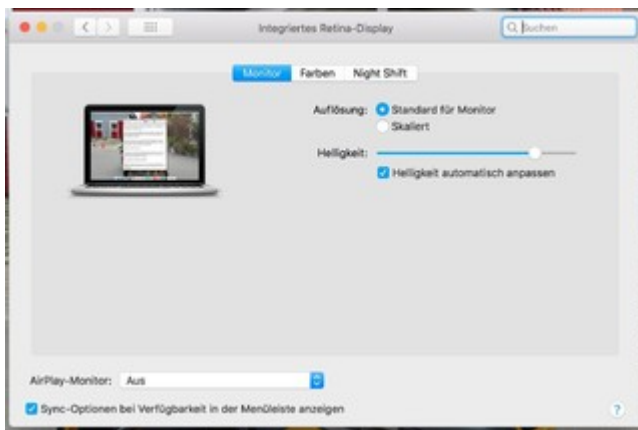 Integriertes Retina-Display
Suchen
Monitor
Farben
Night Shift
Auflösung:
Standard für Monitor
Skaliert
Helligkeit:
Helligkeit automatisch anpassen
AirPlay-Monitor:
Aus
Sync-Optionen bei Verfügbarkeit in der Menüleiste anzeigen
?